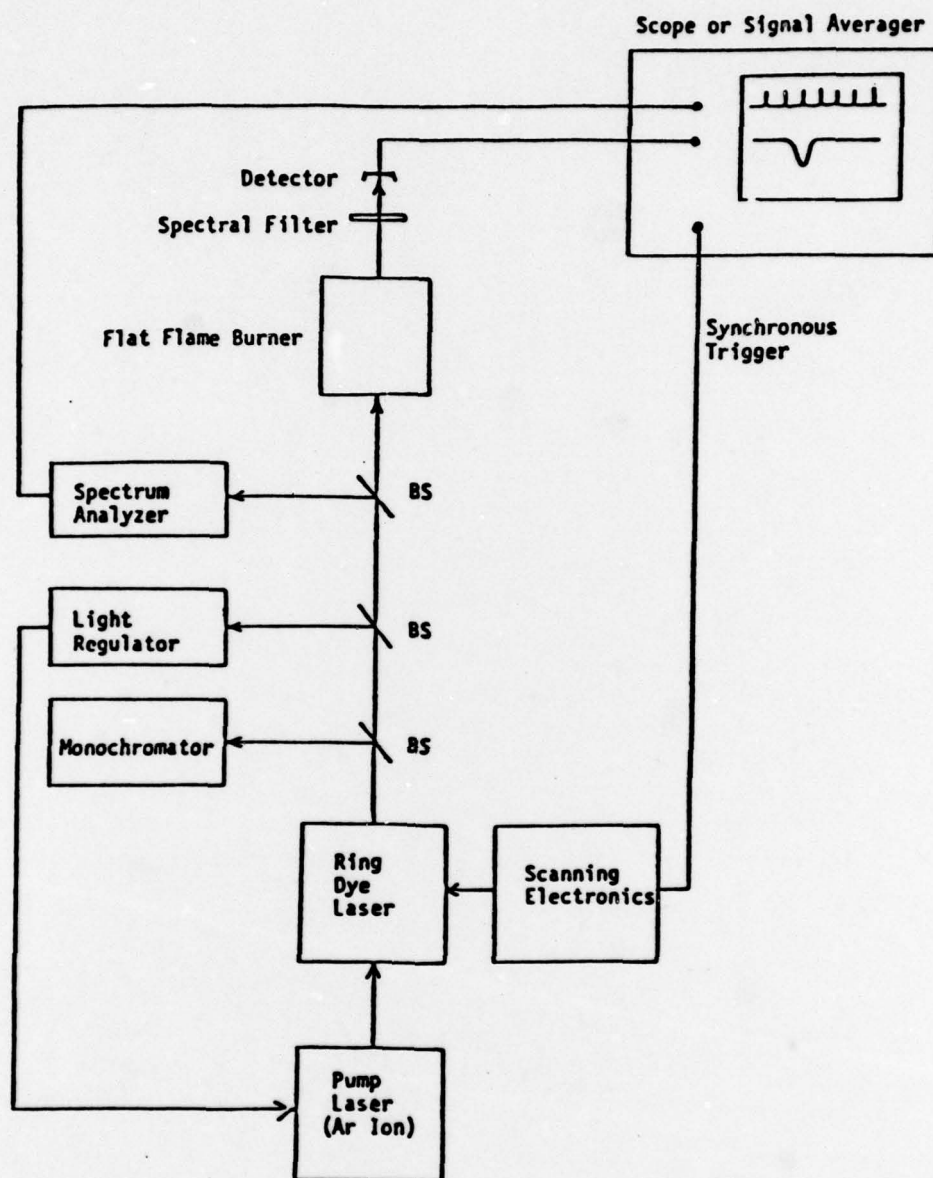 Scope or Signal Averager
Detector
Spectral Filter
Flat Flame Burner
Synchronous
Trigger
Spectrum
Analyzer
BS
Light
Regulator
BS
Monochromator
BS
Ring
Dye
Laser
Scanning
Electronics
Pump
Laser
(Ar Ion)